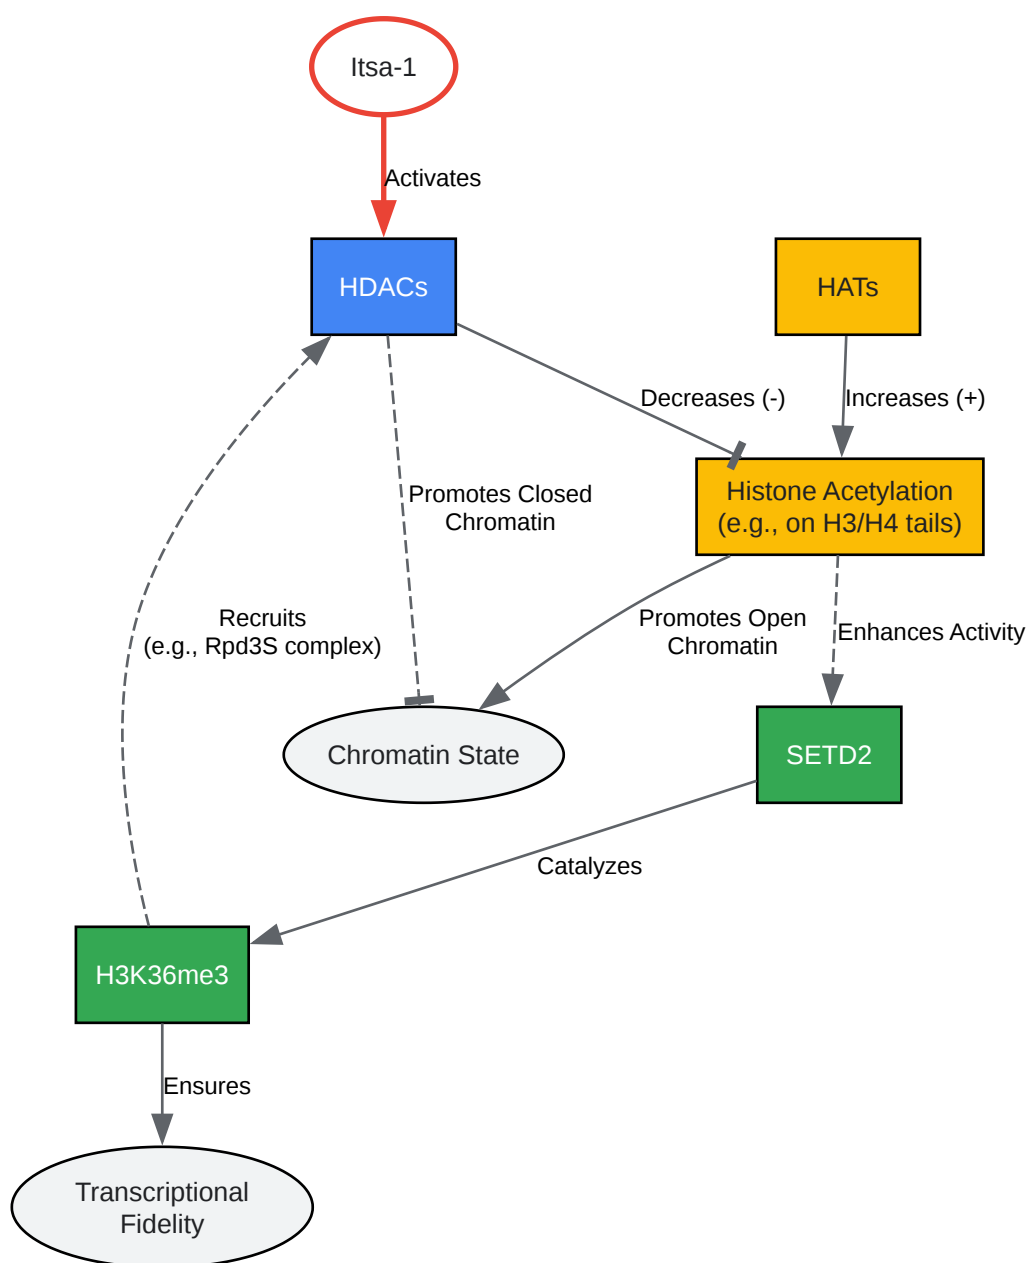 Itsa-1
Activates
HDACs
HATs
Decreases (-)
Increases (+)
Histone Acetylation
(e.g., on H3/H4 tails)
Promotes Closed
Chromatin
Recruits
(e.g., Rpd3S complex)
Promotes Open
Chromatin
Enhances Activity
Chromatin State
SETD2
Catalyzes
H3K36me3
Ensures
Transcriptional
Fidelity